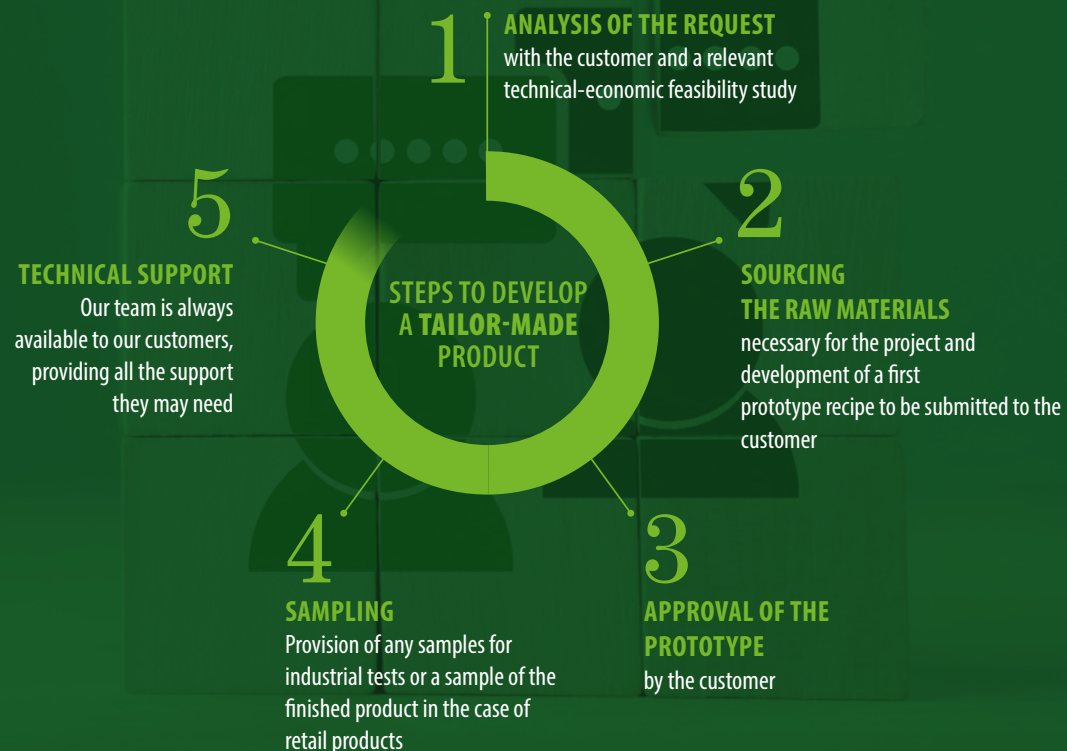 1
ANALYSIS OF THE REQUEST
with the customer and a relevant
technical-economic feasibility study
2
SOURCING
THE RAW MATERIALS
necessary for the project and
development of a first
prototype recipe to be submitted to the
customer
3
APPROVAL OF THE
PROTOTYPE
by the customer
4
SAMPLING
Provision of any samples for
industrial tests or a sample of the
finished product in the case of
retail products
5
TECHNICAL SUPPORT
Our team is always
available to our customers,
providing all the support
they may need
STEPS TO DEVELOP
A TAILOR-MADE
PRODUCT